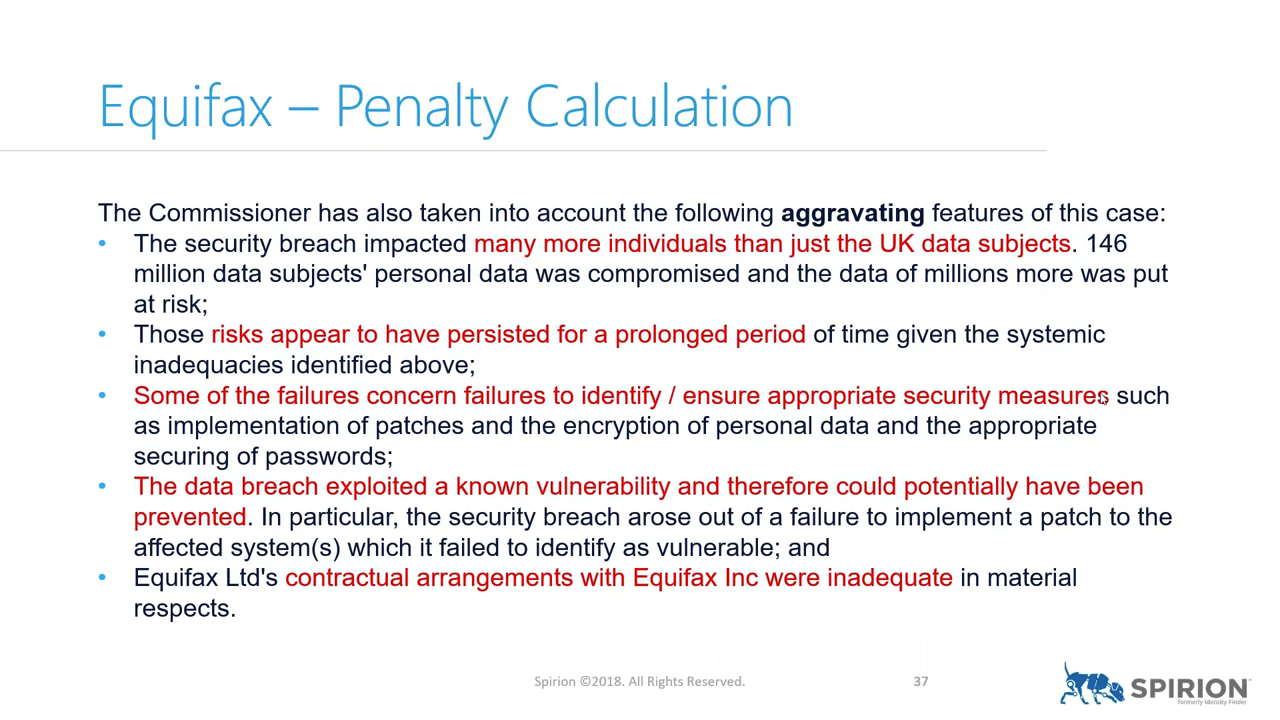 Equifax – Penalty Calculation
The Commissioner has also taken into account the following aggravating features of this case:
• The security breach impacted many more individuals than just the UK data subjects. 146
million data subjects' personal data was compromised and the data of millions more was put
at risk;
• Those risks appear to have persisted for a prolonged period of time given the systemic
inadequacies identified above;
• Some of the failures concern failures to identify / ensure appropriate security measures such
as implementation of patches and the encryption of personal data and the appropriate
securing of passwords;
• The data breach exploited a known vulnerability and therefore could potentially have been
prevented. In particular, the security breach arose out of a failure to implement a patch to the
affected system(s) which it failed to identify as vulnerable; and
• Equifax Ltd's contractual arrangements with Equifax Inc were inadequate in material
respects.
Spirion ©2018. All Rights Reserved.
37
SPIRION
formerly Identity Finder